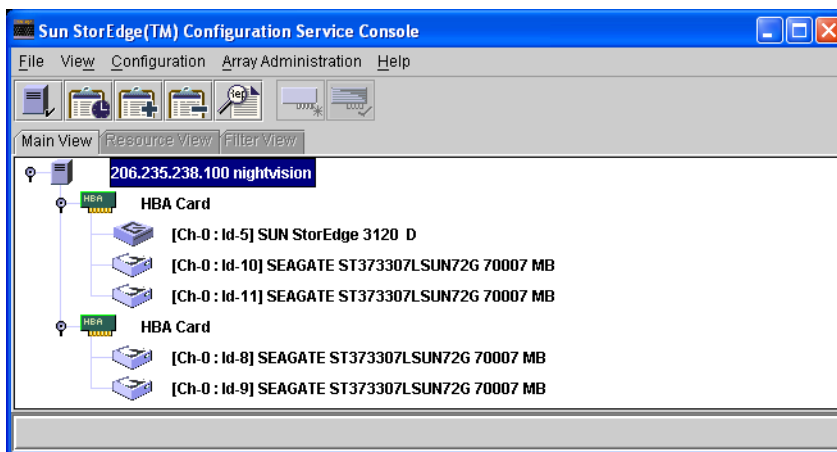 Sun StorEdge(TM) Configuration Service Console
File View Configuration Array Administration Help
Rep
Main View Resource View Filter View
206.235.238.100 nightvision
HBA HBA Card
[Ch-0 : Id-5] SUN StorEdge 3120 D
[Ch-0 : Id-10] SEAGATE ST373307LSUN72G 70007 MB
[Ch-0 : Id-11] SEAGATE ST373307LSUN72G 70007 MB
HBA HBA Card
[Ch-0 : Id-8] SEAGATE ST373307LSUN72G 70007 MB
[Ch-0 : Id-9] SEAGATE ST373307LSUN72G 70007 MB